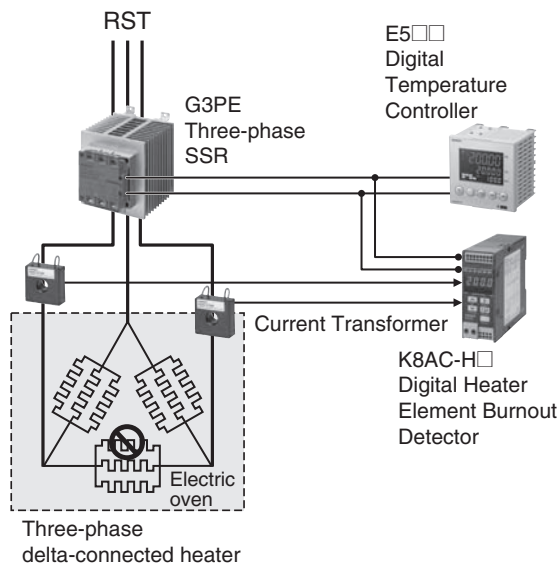 RST
E5□□
Digital
Temperature
Controller
G3PE
Three-phase
SSR
Current Transformer
K8AC-H□
Digital Heater
Element Burnout
Detector
Electric
oven
Three-phase
delta-connected heater